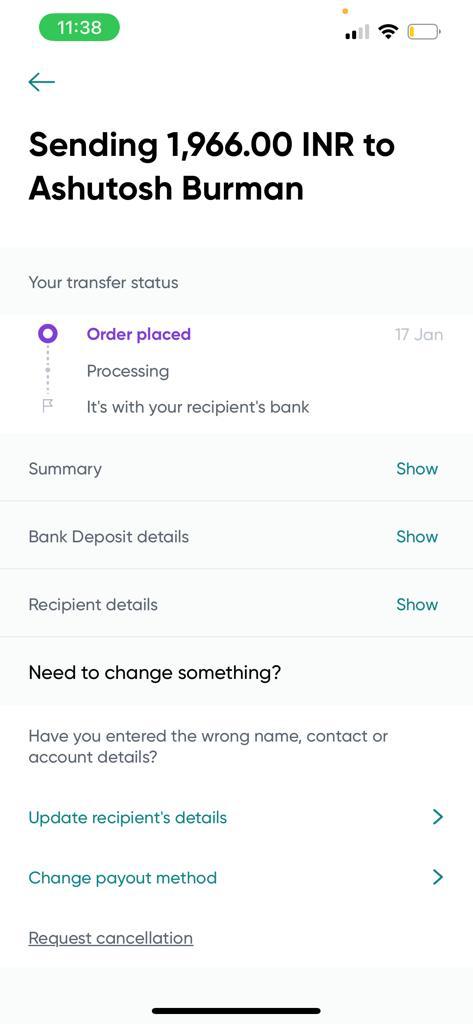 11:38
Sending 1,966.00 INR to
Ashutosh Burman
Your transfer status
Order placed 17 Jan
Processing
It's with your recipient's bank
Summary Show
Bank Deposit details Show
Recipient details Show
Need to change something?
Have you entered the wrong name, contact or
account details?
Update recipient's details
Change payout method
Request cancellation